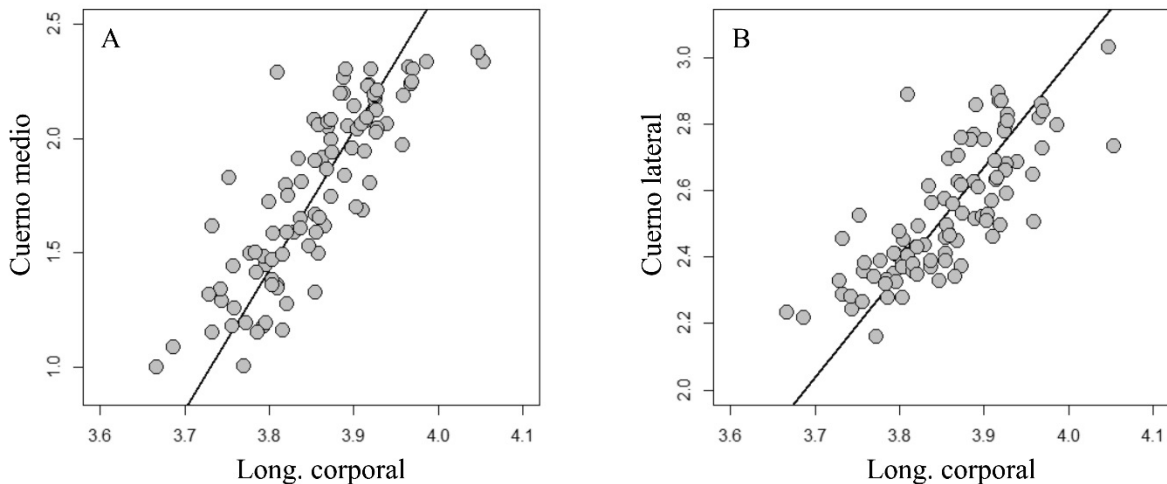 A
Cuerno medio
2.5
2.0
1.5
1.0
3.6 3.7 3.8 3.9 4.0 4.1
Long. corporal
B
Cuerno lateral
3.0
2.8
2.6
2.4
2.2
2.0
3.6 3.7 3.8 3.9 4.0 4.1
Long. corporal